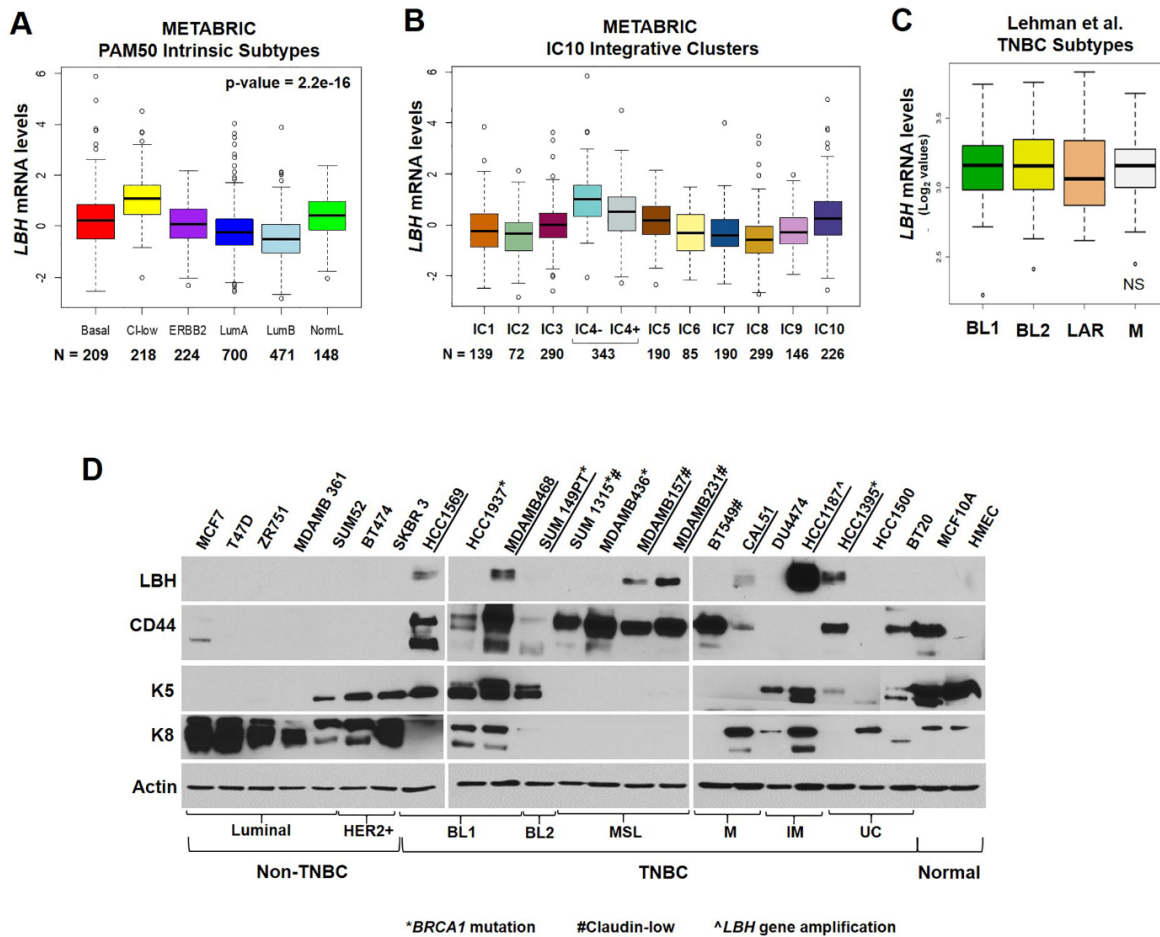 A
METABRIC
PAM50 Intrinsic Subtypes
p-value = 2.2e-16
LBH mRNA levels
6
4
2
0
-2
Basal Cl-low ERBB2 LumA LumB NormL
N = 209 218 224 700 471 148
B
METABRIC
IC10 Integrative Clusters
LBH mRNA levels
6
4
2
0
-2
IC1 IC2 IC3 IC4- IC4+ IC5 IC6 IC7 IC8 IC9 IC10
N = 139 72 290 343 190 85 190 299 146 226
C
Lehman et al.
TNBC Subtypes
LBH mRNA levels
(Log2 values)
3.5
3.0
2.5
NS
BL1 BL2 LAR M
D
MCF7 T47D ZR751 MDAMB 361 SUM52 BT474 SKBR 3 HCC1569 HCC1937* MDAMB468 SUM 149PT* SUM 1315*# MDAMB436* MDAMB157# MDAMB231# BT549# CAL51 DU4474 HCC1187^ HCC1395* HCC1500 BT20 MCF10A HMEC
LBH
CD44
K5
K8
Actin
Luminal HER2+ BL1 BL2 MSL M IM UC
Non-TNBC TNBC Normal
*BRCA1 mutation #Claudin-low ^LBH gene amplification